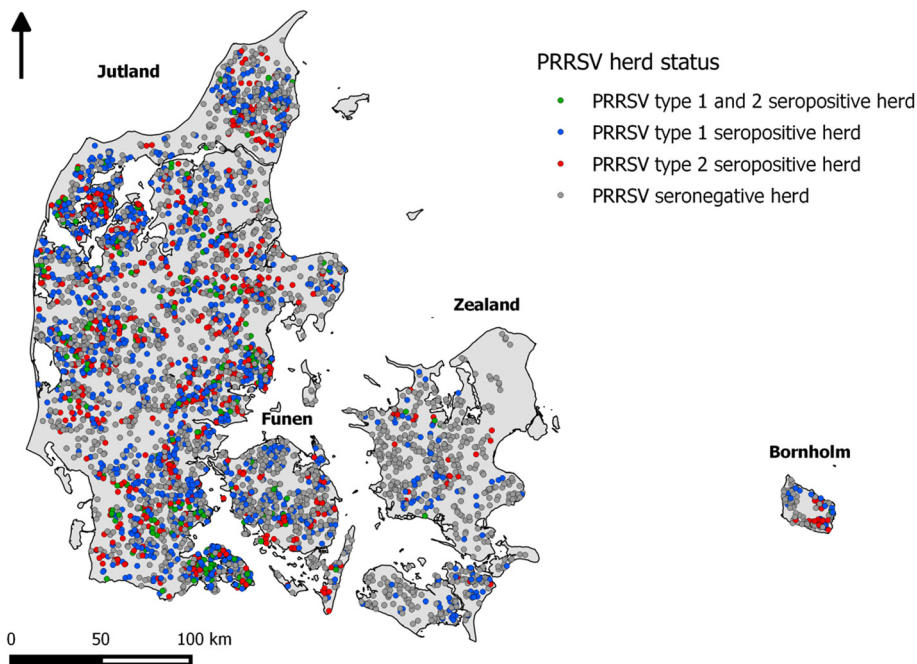 Jutland
PRRSV herd status
PRRSV type 1 and 2 seropositive herd
PRRSV type 1 seropositive herd
PRRSV type 2 seropositive herd
PRRSV seronegative herd
Zealand
Funen
Bornholm
0 50 100 km